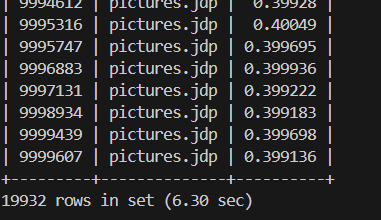 | 9994612 | pictures.jdp | 0.39928 |
| 9995316 | pictures.jdp | 0.40049 |
| 9995747 | pictures.jdp | 0.399695 |
| 9996883 | pictures.jdp | 0.399936 |
| 9997131 | pictures.jdp | 0.399222 |
| 9998934 | pictures.jdp | 0.399183 |
| 9999439 | pictures.jdp | 0.399698 |
| 9999607 | pictures.jdp | 0.399136 |
+---------+--------------+----------+
19932 rows in set (6.30 sec)